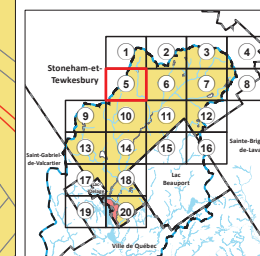 1 2 3 4
Stoneham-et-
Tewkesbury
5 6 7 8
9 10 11 12
Sainte-Brig
de-Lava
13 14 15 16
Saint-Gabriel
de-Valcartier
Lac
Beauport
17 18
19 20
Ville de Québec